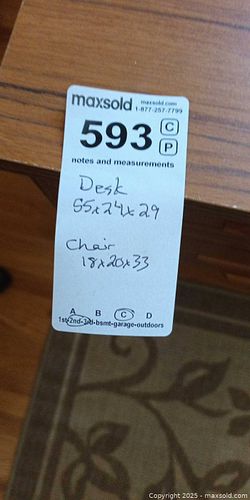 maxsold maxsold.com
1-877-257-7799
593 C
P
notes and measurements
Desk
55x24x29
Chair
18x20x33
A B C D
1st-2nd-3rd-bsmt-garage-outdoors
Copyright 2025 - maxsold.com